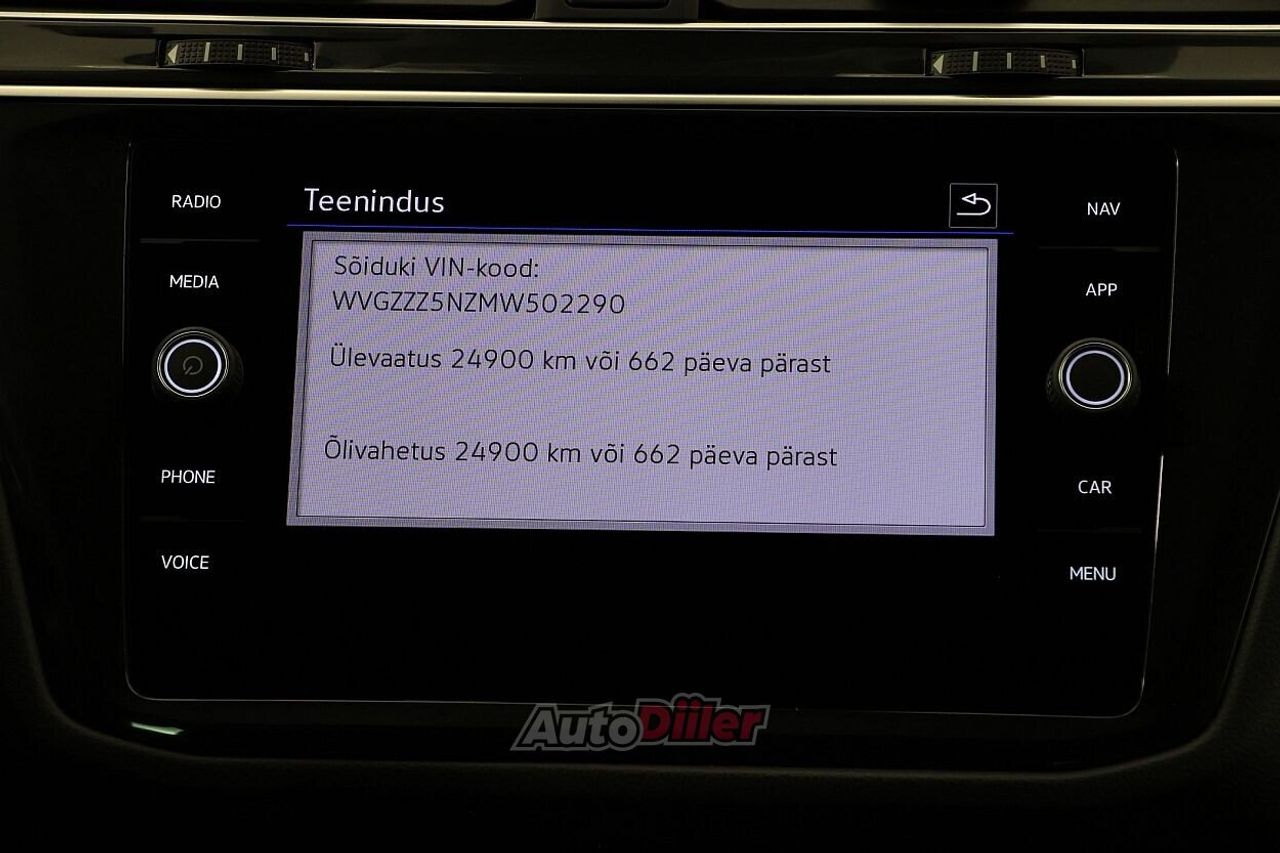 RADIO
MEDIA
PHONE
VOICE
Teenindus
Sõiduki VIN-kood:
WVGZZZ5NZMW502290
Ülevaatus 24900 km või 662 päeva pärast
Õlivahetus 24900 km või 662 päeva pärast
NAV
APP
CAR
MENU
AutoDiiler